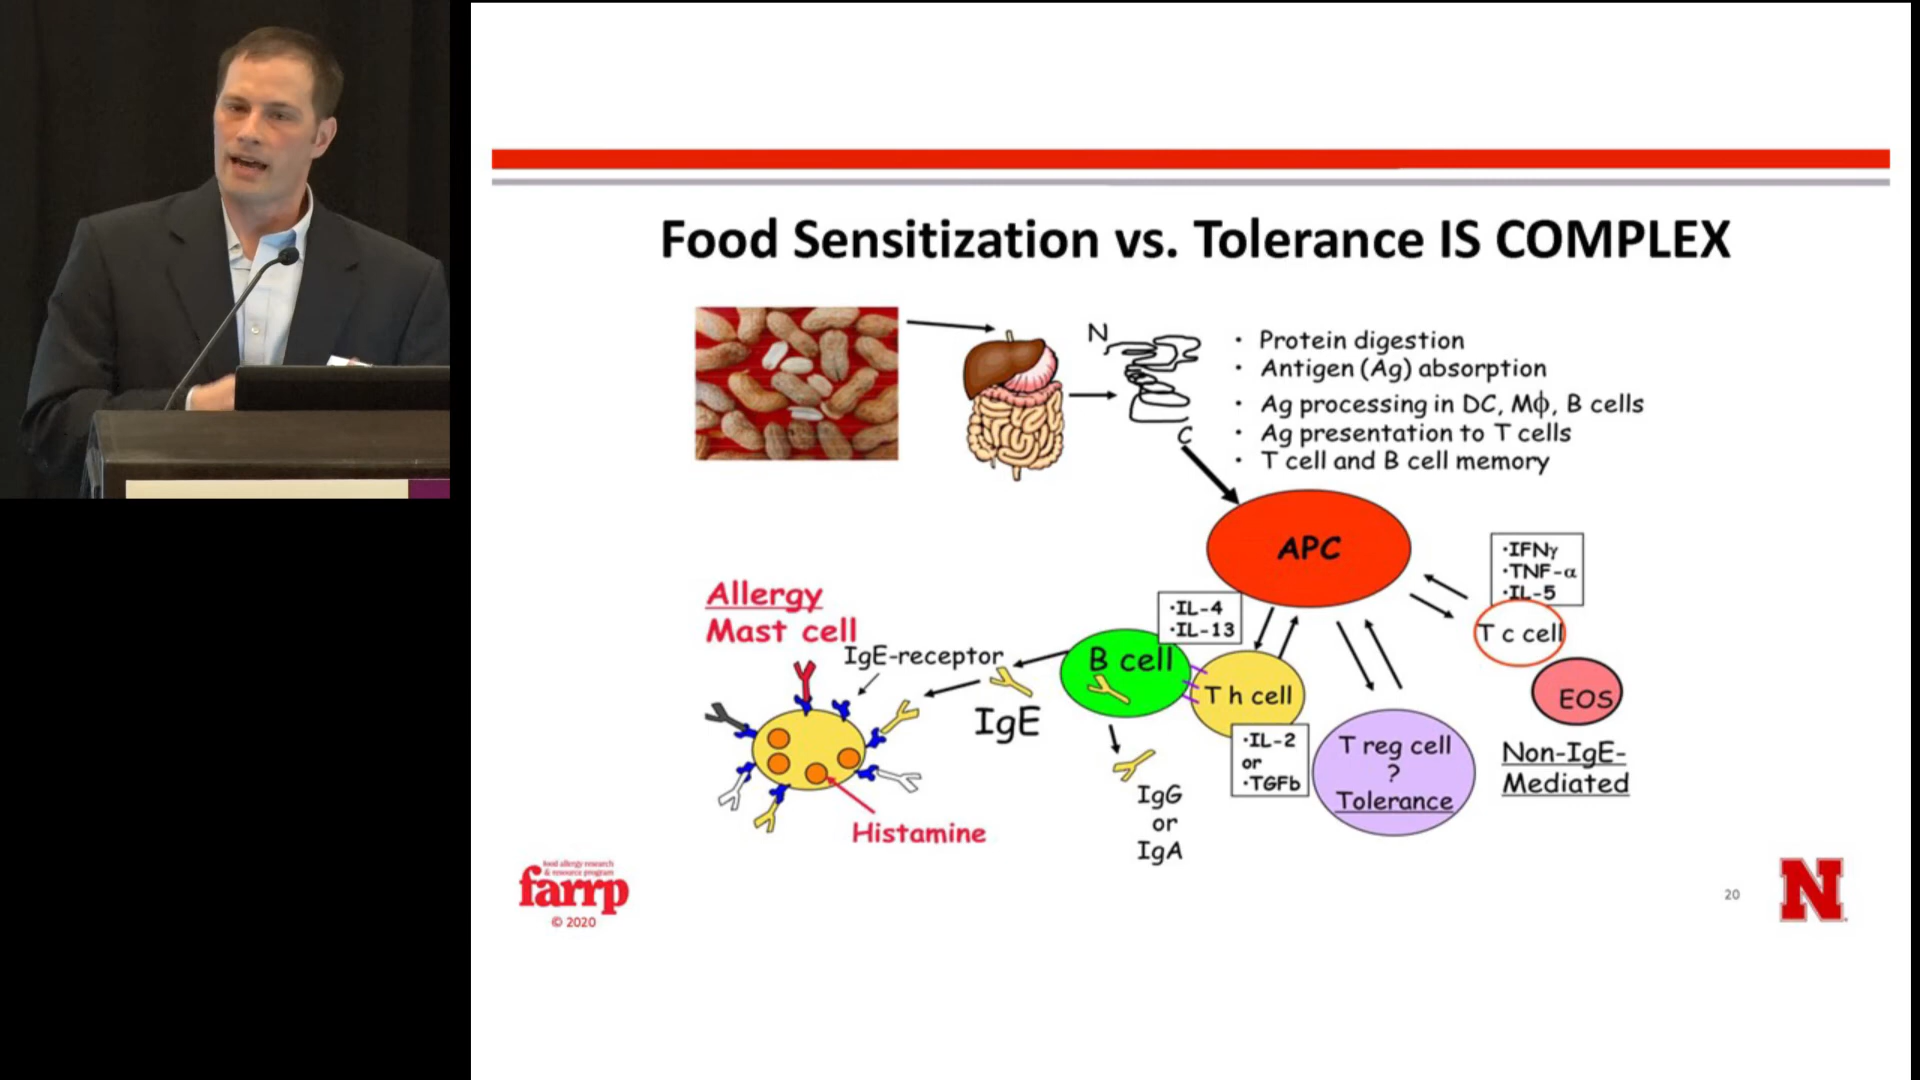 Food Sensitization vs. Tolerance IS COMPLEX
N
C
• Protein digestion
• Antigen (Ag) absorption
• Ag processing in DC, Mϕ, B cells
• Ag presentation to T cells
• T cell and B cell memory
APC
•IFNγ
•TNF-α
•IL-5
T c cell
EOS
Non-IgE-
Mediated
•IL-4
•IL-13
B cell
T h cell
•IL-2
or
•TGFb
T reg cell
?
Tolerance
Allergy
Mast cell
IgE-receptor
IgE
IgG
or
IgA
Histamine
food allergy research
& resource program
farrp
© 2020
20
N